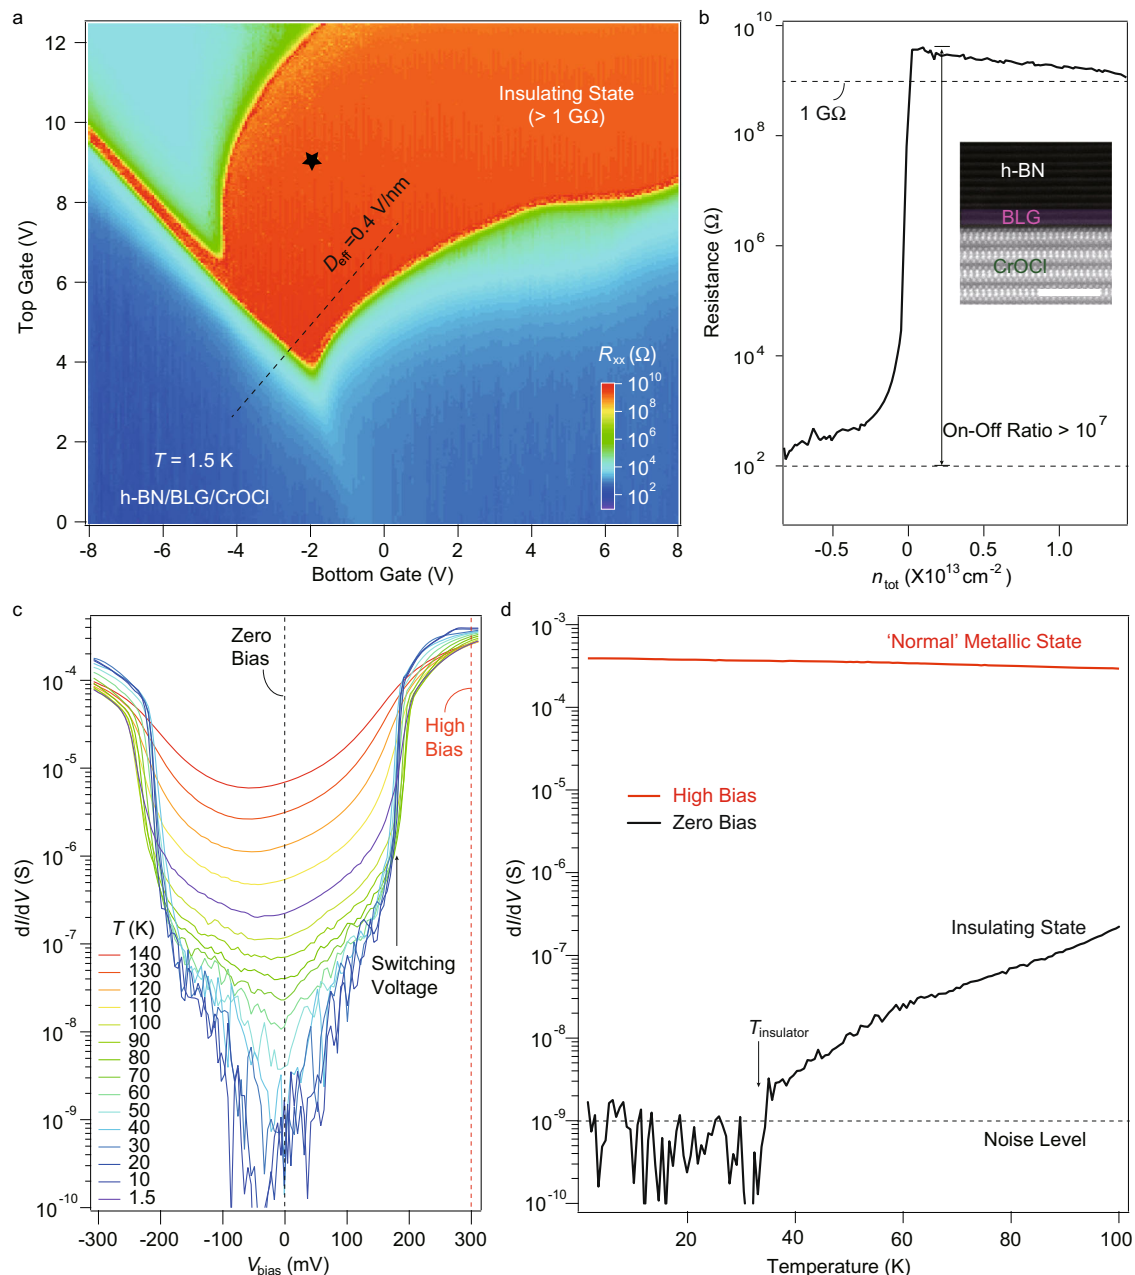 a
12
10
8
6
4
2
0
Top Gate (V)
Insulating State
(> 1 GΩ)
Deff =0.4 V/nm
Rxx (Ω)
10^10
10^8
10^6
10^4
10^2
T = 1.5 K
h-BN/BLG/CrOCl
-8
-6
-4
-2
0
2
4
6
8
Bottom Gate (V)
b
10^10
10^8
10^6
10^4
10^2
Resistance (Ω)
1 GΩ
h-BN
BLG
CrOCl
On-Off Ratio > 10^7
-0.5
0
0.5
1.0
ntot (X10^13 cm^-2)
c
10^-4
10^-5
10^-6
10^-7
10^-8
10^-9
10^-10
dI/dV (S)
Zero
Bias
High
Bias
Switching
Voltage
T (K)
140
130
120
110
100
90
80
70
60
50
40
30
20
10
1.5
-300
-200
-100
0
100
200
300
Vbias (mV)
d
10^-3
10^-4
10^-5
10^-6
10^-7
10^-8
10^-9
10^-10
dI/dV (S)
'Normal' Metallic State
High Bias
Zero Bias
Insulating State
Tinsulator
Noise Level
20
40
60
80
100
Temperature (K)